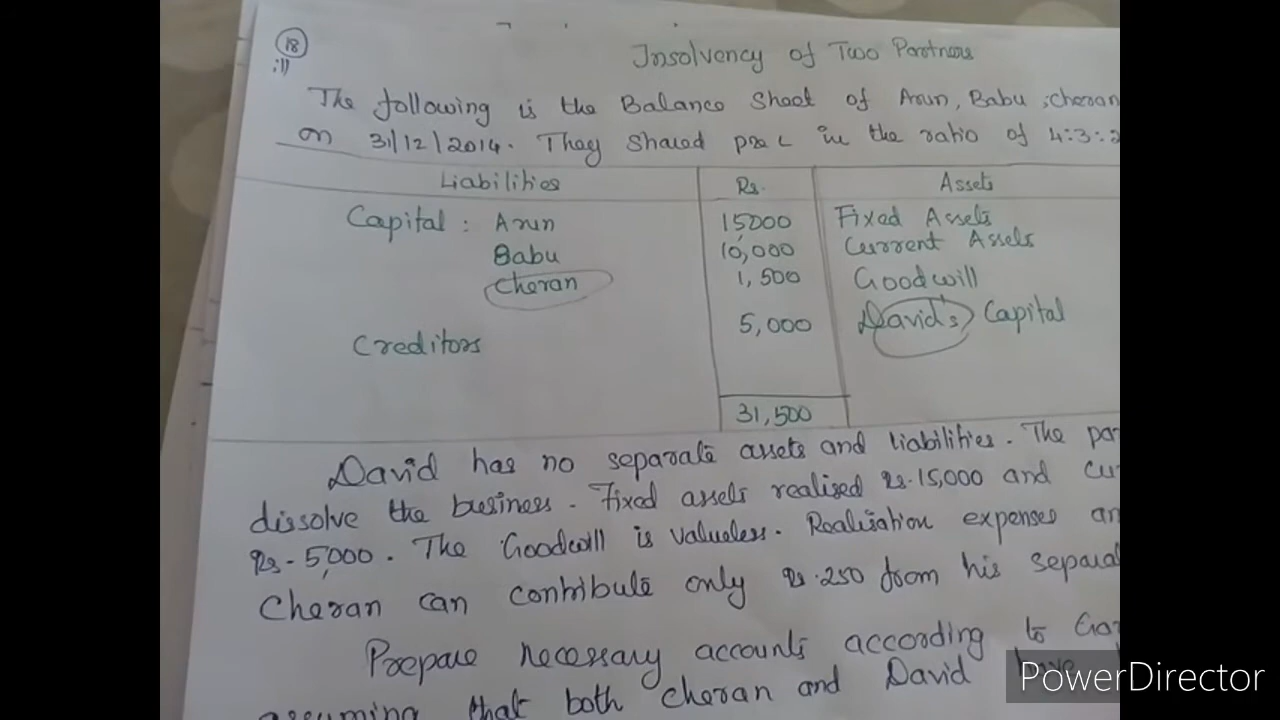 18
ill
Insolvency of Two Partners
The following is the Balance Sheet of Arun, Babu, Cheran
on 31/12/2014. They shared P&L in the ratio of 4:3:2
Liabilities Rs. Assets
Capital : Arun 15000 Fixed Assets
Babu 10,000 Current Assets
Cheran 1,500 Goodwill
Creditors 5,000 David's Capital
31,500
David has no separate assets and liabilities. The par
dissolve the business. Fixed assets realised Rs.15,000 and cu
Rs. 5,000. The Goodwill is valueless. Realisation expenses am
Cheran can contribute only Rs.250 from his separa
Prepare necessary accounts according to Gar
assuming that both Cheran and David have
PowerDirector